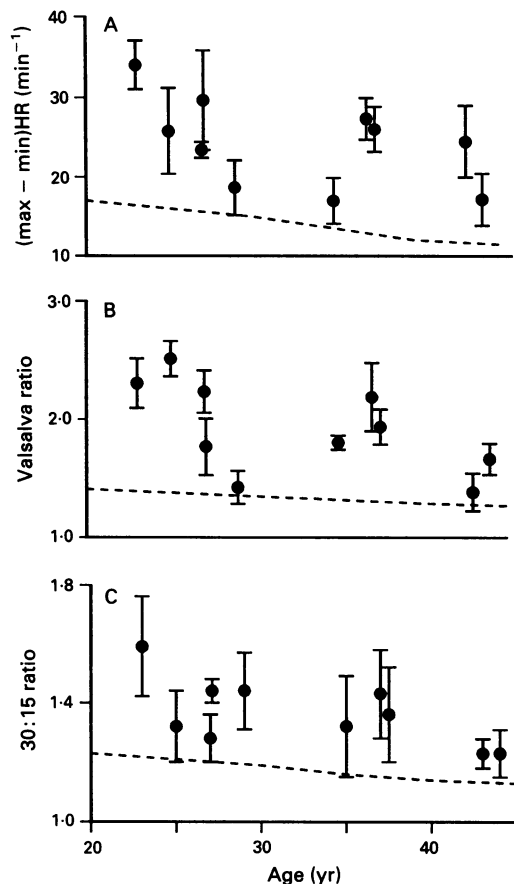 A
40
30
20
10
(max − min)HR (min⁻¹)
B
3·0
2·0
1·0
Valsalva ratio
C
1·8
1·4
1·0
30:15 ratio
20 30 40
Age (yr)